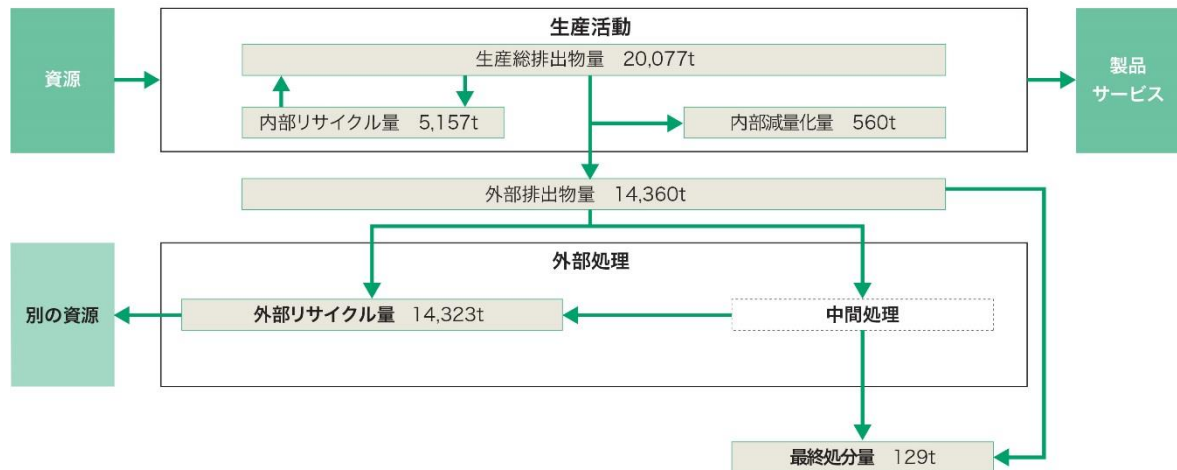 資源
生産活動
生産総排出物量 20,077t
内部リサイクル量 5,157t
内部減量化量 560t
製品
サービス
外部排出物量 14,360t
外部処理
別の資源
外部リサイクル量 14,323t
中間処理
最終処分量 129t